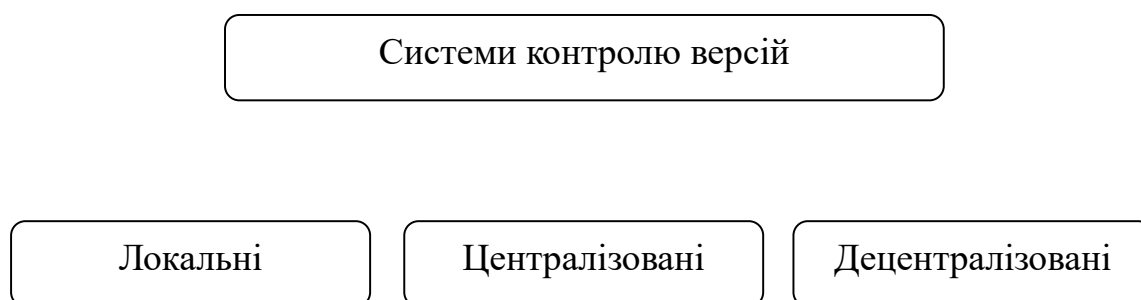 Системи контролю версій
Локальні
Централізовані
Децентралізовані